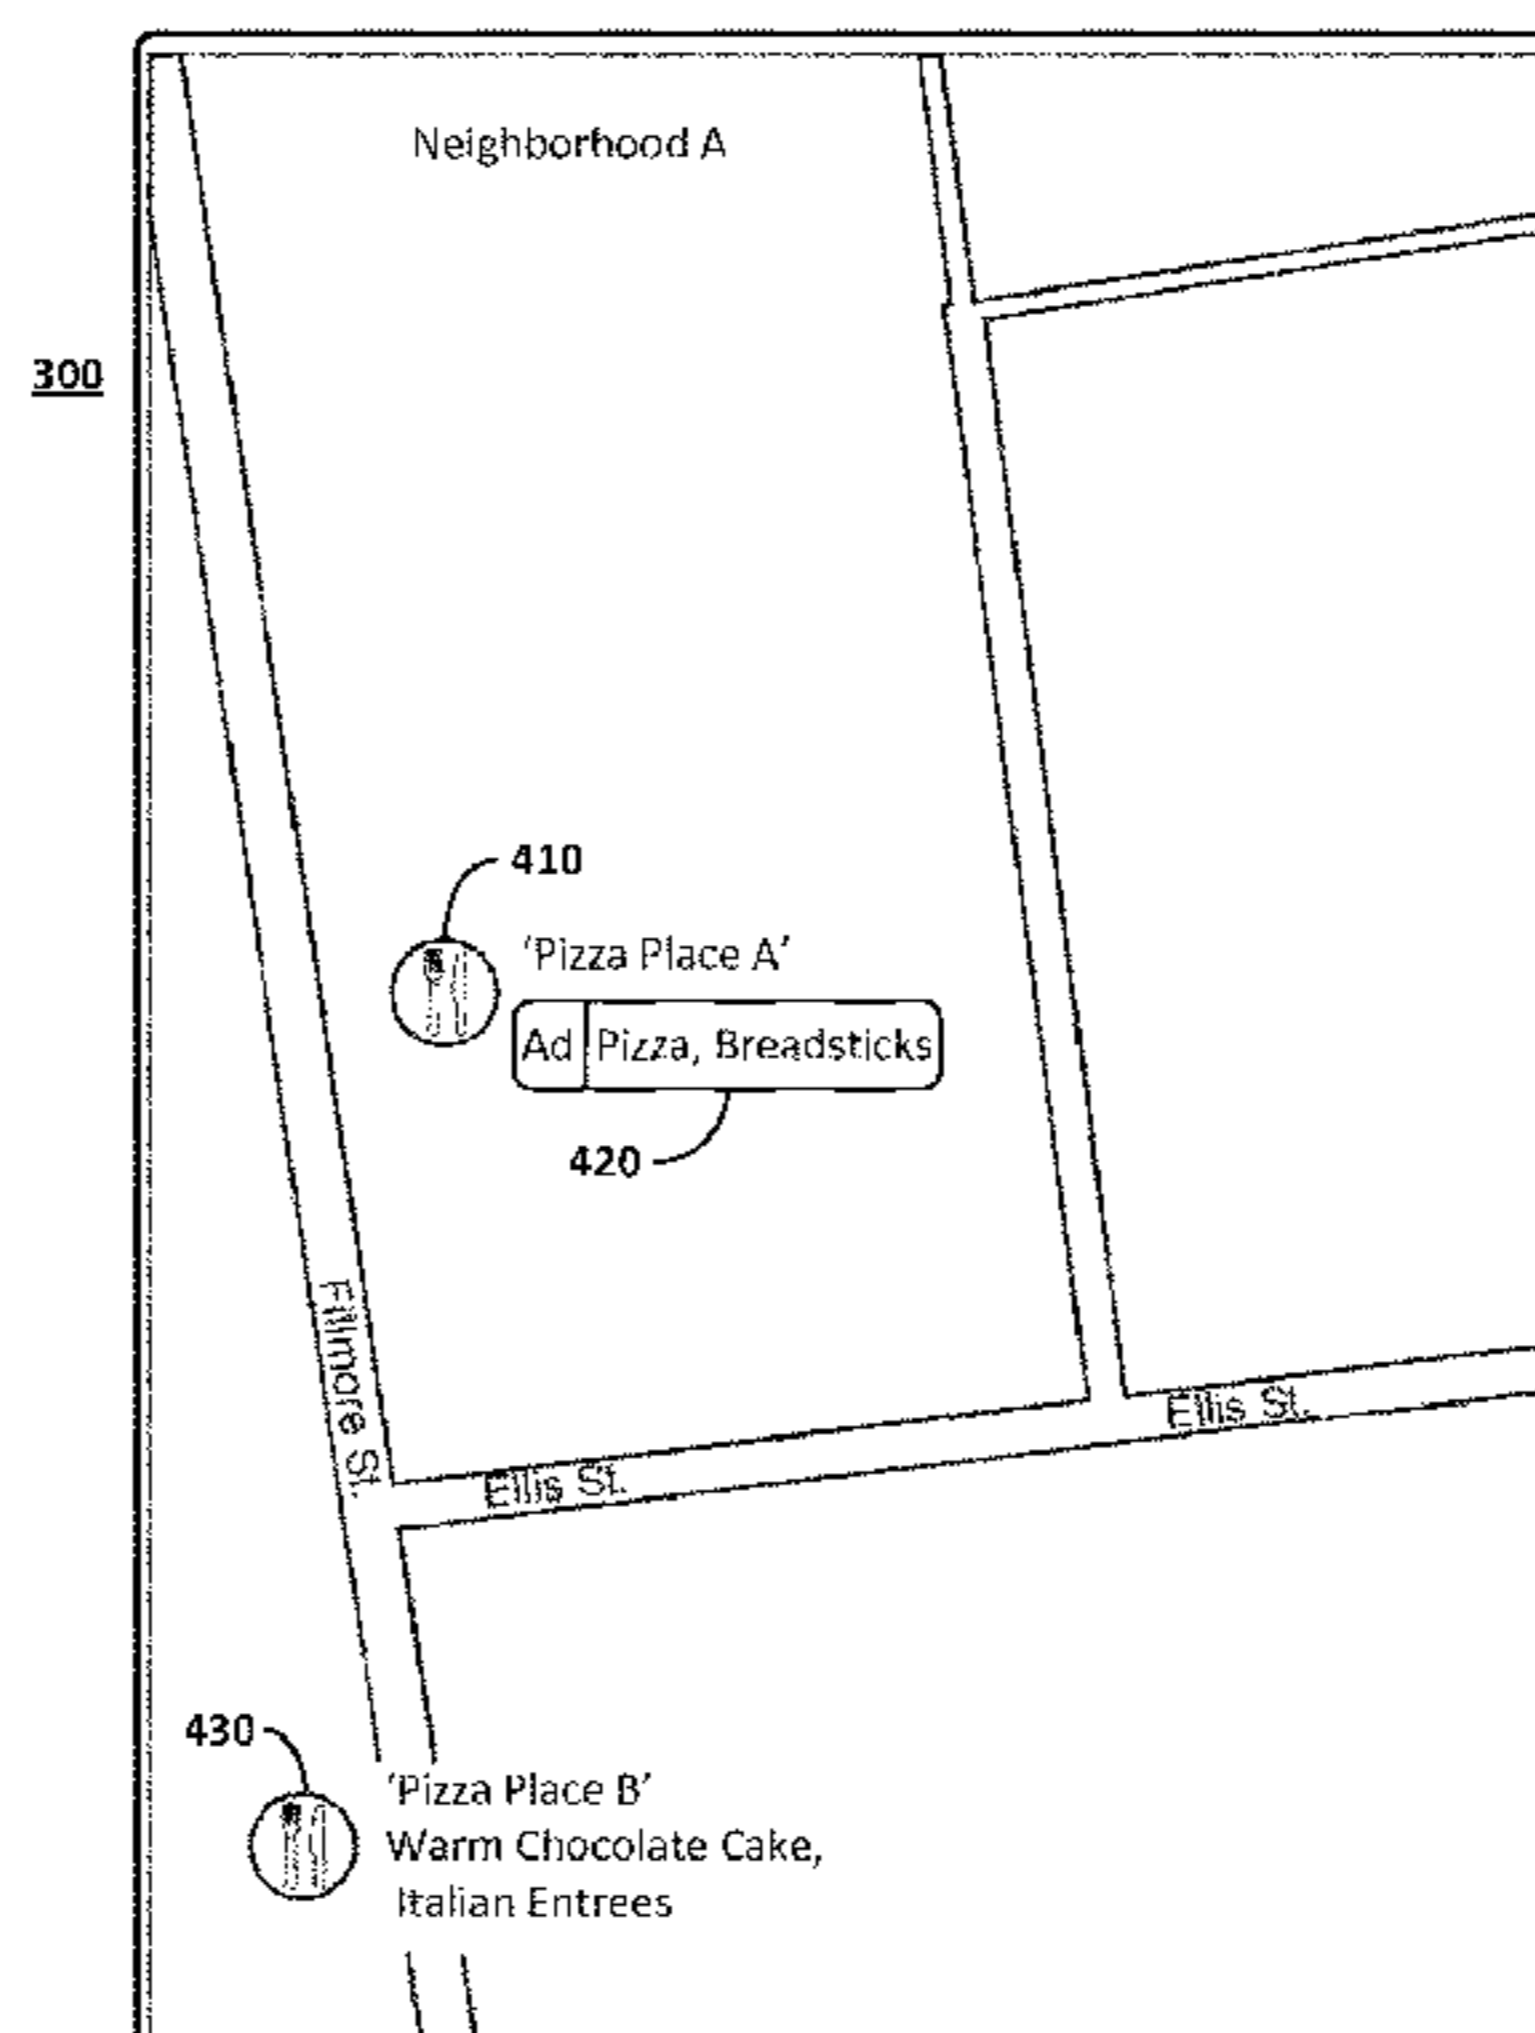 Neighborhood A
300
410
‘Pizza Place A’
Ad Pizza, Breadsticks
420
Fillmore St.
Ellis St.
Ellis St.
430
‘Pizza Place B’
Warm Chocolate Cake,
Italian Entrees